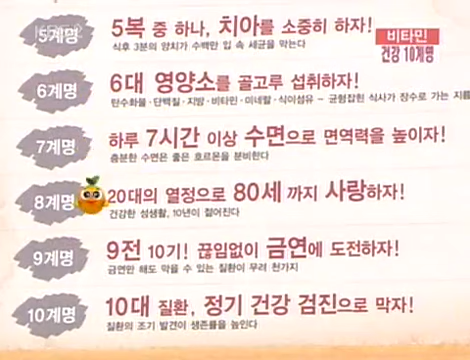 5계명
5복 중 하나, 치아를 소중히 하자!
식후 3분의 양치가 수백만 입 속 세균을 막는다
비타민
건강 10계명
6계명
6대 영양소를 골고루 섭취하자!
탄수화물·단백질·지방·비타민·미네랄·식이섬유 - 균형잡힌 식사가 장수로 가는 지름
7계명
하루 7시간 이상 수면으로 면역력을 높이자!
충분한 수면은 좋은 호르몬을 분비한다
8계명
20대의 열정으로 80세 까지 사랑하자!
건강한 성생활, 10년이 젊어진다
9계명
9전 10기! 끊임없이 금연에 도전하자!
금연만 해도 막을 수 있는 질환이 무려 천가지
10계명
10대 질환, 정기 건강 검진으로 막자!
질환의 조기 발견이 생존률을 높인다